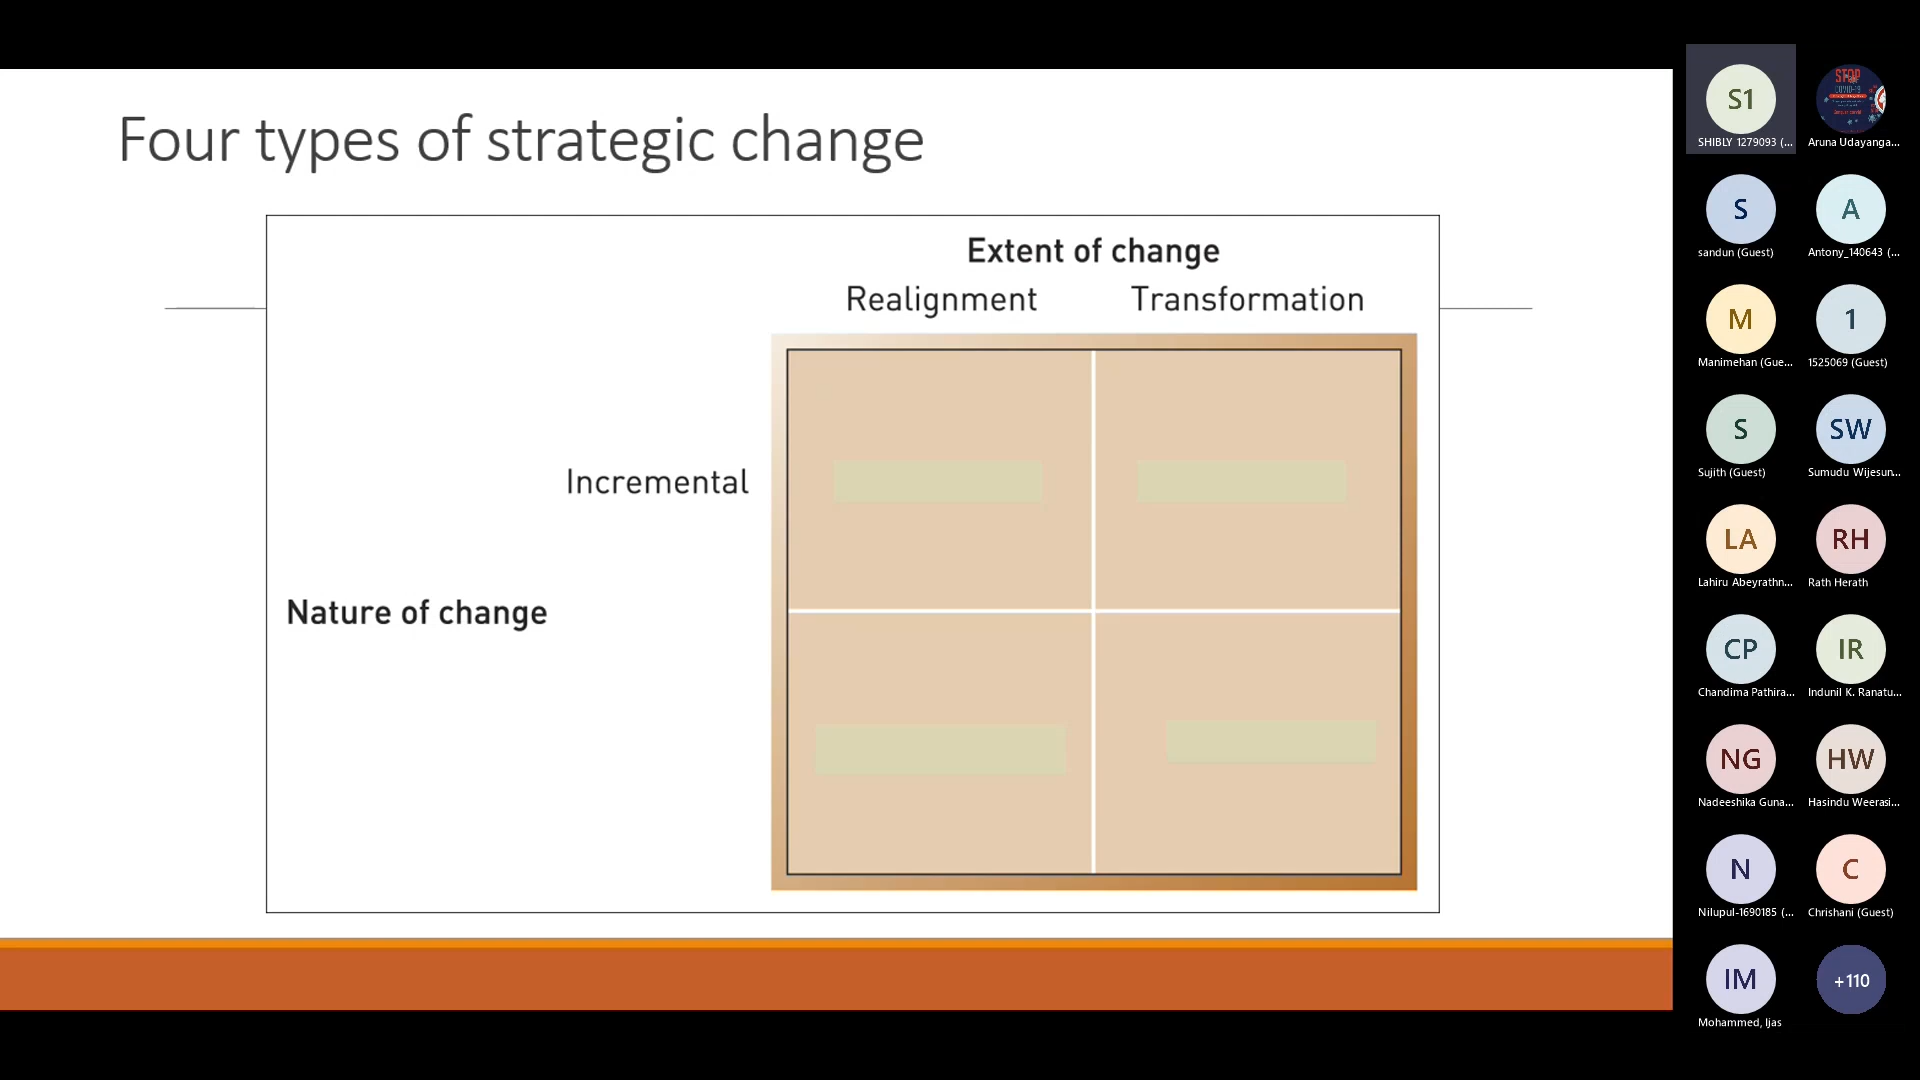 Four types of strategic change
Extent of change
Realignment
Transformation
Incremental
Nature of change
S1
SHIBLY 1279093 (...
STOP
COVID-19
Aruna Udayanga...
S
sandun (Guest)
A
Antony_140643 (...
M
Manimehan (Gue...
1
1525069 (Guest)
S
Sujith (Guest)
SW
Sumudu Wijesun...
LA
Lahiru Abeyrathn...
RH
Rath Herath
CP
Chandima Pathira...
IR
Indunil K. Ranatu...
NG
Nadeeshika Guna...
HW
Hasindu Weerasi...
N
Nilupul-1690185 (...
C
Chrishani (Guest)
IM
Mohammed, Ijas
+110